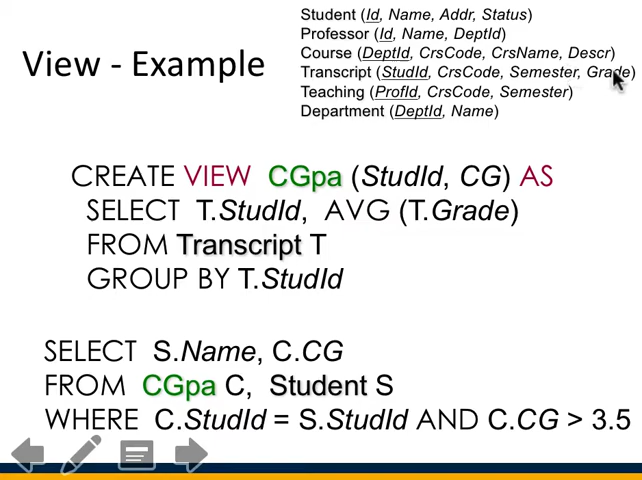 View - Example
Student (Id, Name, Addr, Status)
Professor (Id, Name, DeptId)
Course (DeptId, CrsCode, CrsName, Descr)
Transcript (StudId, CrsCode, Semester, Grade)
Teaching (ProfId, CrsCode, Semester)
Department (DeptId, Name)
CREATE VIEW CGpa (StudId, CG) AS
SELECT T.StudId, AVG (T.Grade)
FROM Transcript T
GROUP BY T.StudId
SELECT S.Name, C.CG
FROM CGpa C, Student S
WHERE C.StudId = S.StudId AND C.CG > 3.5